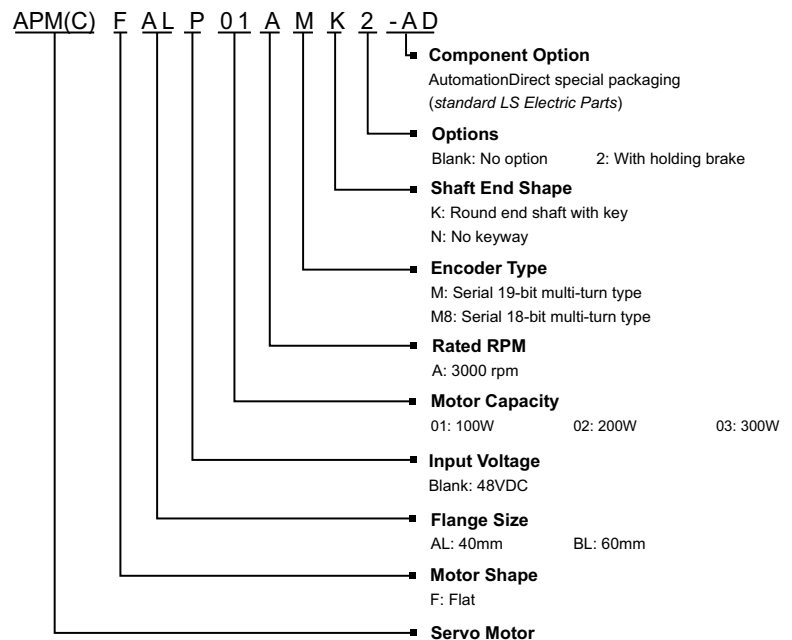 APM(C) F AL P 01 A M K 2 -AD
Component Option
AutomationDirect special packaging
(standard LS Electric Parts)
Options
Blank: No option 2: With holding brake
Shaft End Shape
K: Round end shaft with key
N: No keyway
Encoder Type
M: Serial 19-bit multi-turn type
M8: Serial 18-bit multi-turn type
Rated RPM
A: 3000 rpm
Motor Capacity
01: 100W 02: 200W 03: 300W
Input Voltage
Blank: 48VDC
Flange Size
AL: 40mm BL: 60mm
Motor Shape
F: Flat
Servo Motor